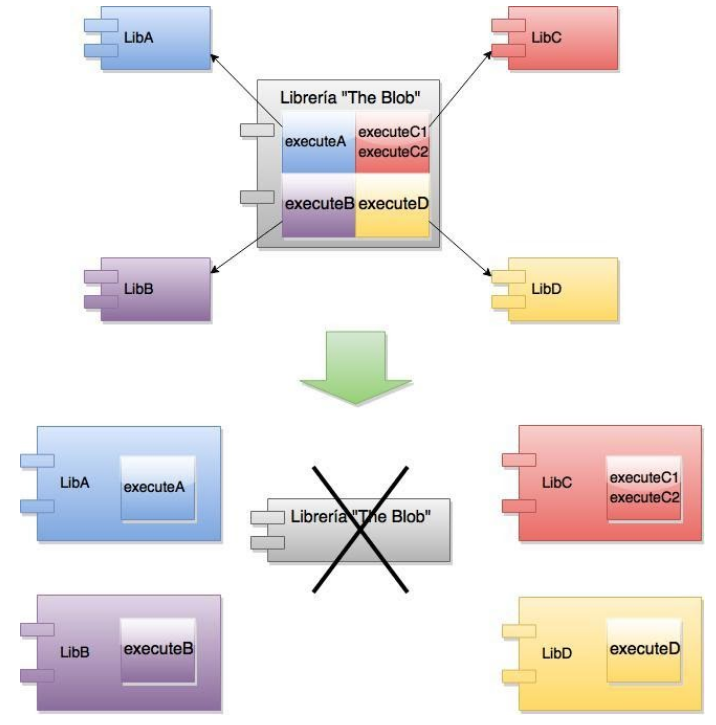 LibA
LibC
Librería "The Blob"
executeA
executeC1
executeC2
executeB
executeD
LibB
LibD
LibA
executeA
Librería "The Blob"
LibC
executeC1
executeC2
LibB
executeB
LibD
executeD